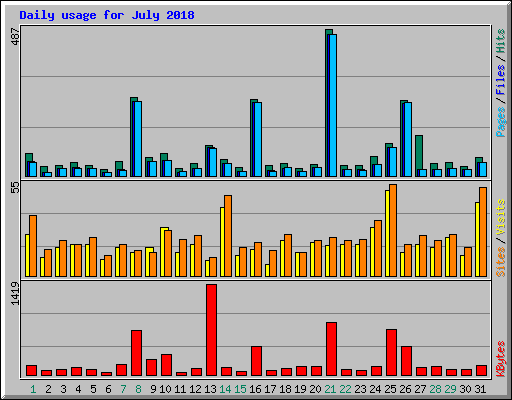 Daily usage for July 2018
487
Pages / Files / Hits
55
Sites / Visits
1419
KBytes
1 2 3 4 5 6 7 8 9 10 11 12 13 14 15 16 17 18 19 20 21 22 23 24 25 26 27 28 29 30 31